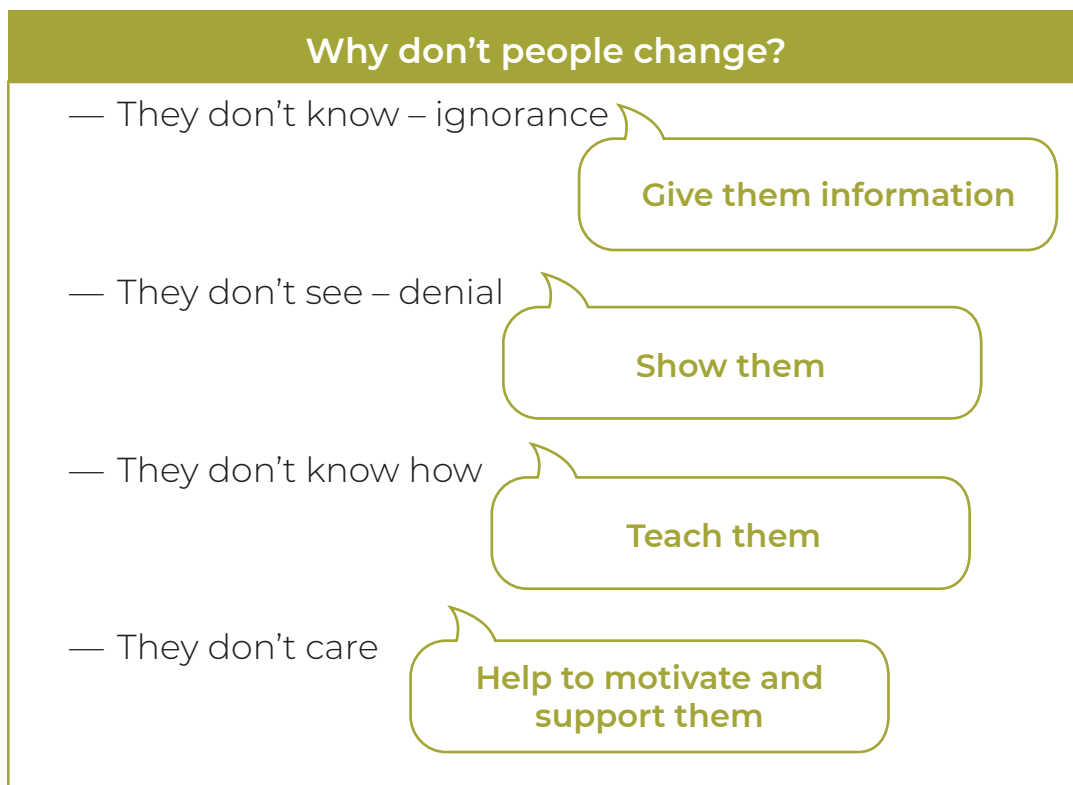 Why don’t people change?
— They don’t know – ignorance
Give them information
— They don’t see – denial
Show them
— They don’t know how
Teach them
— They don’t care
Help to motivate and
support them